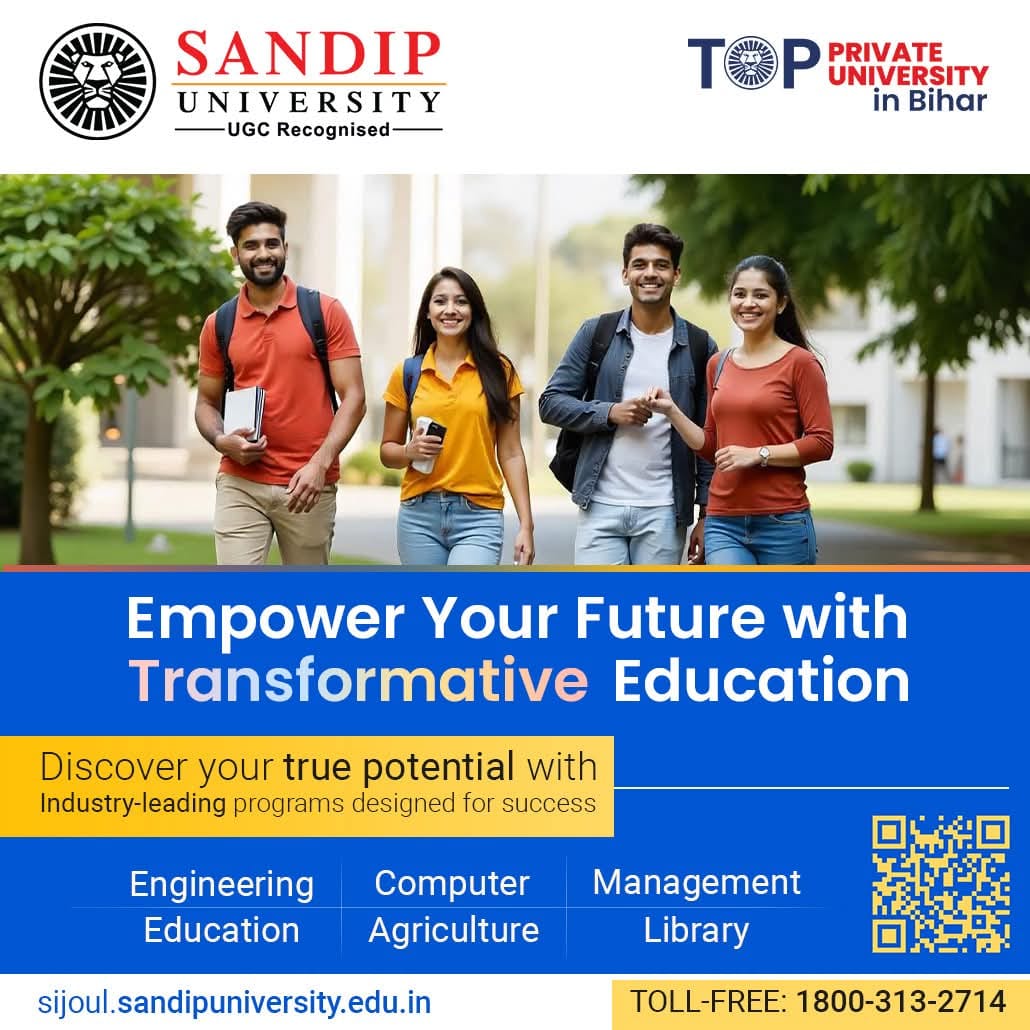 SANDIP
UNIVERSITY
UGC Recognised
TOP PRIVATE
UNIVERSITY
in Bihar
Empower Your Future with
Transformative Education
Discover your true potential with
Industry-leading programs designed for success
Engineering Computer Management
Education Agriculture Library
sijoul.sandipuniversity.edu.in
TOLL-FREE: 1800-313-2714